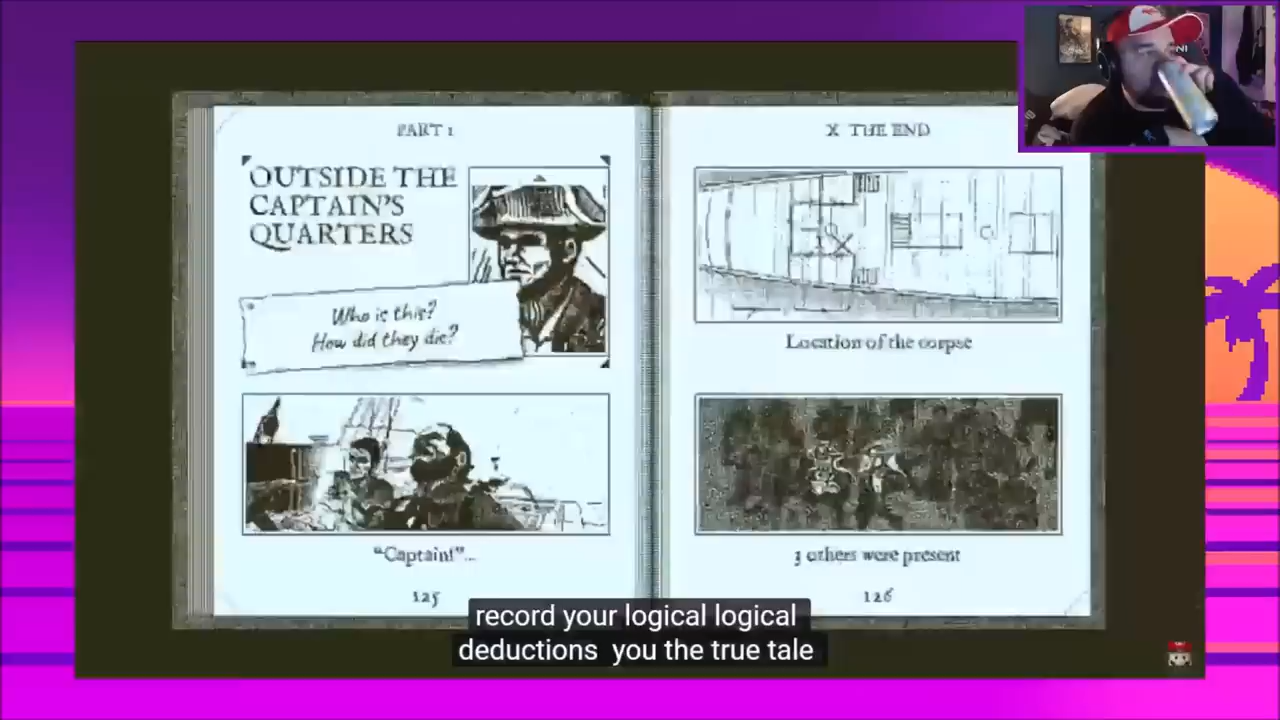 PART 1
X THE END
OUTSIDE THE
CAPTAIN'S
QUARTERS
Who is this?
How did they die?
Location of the corpse
"Captain!"...
3 others were present
125
126
record your logical logical
deductions you the true tale